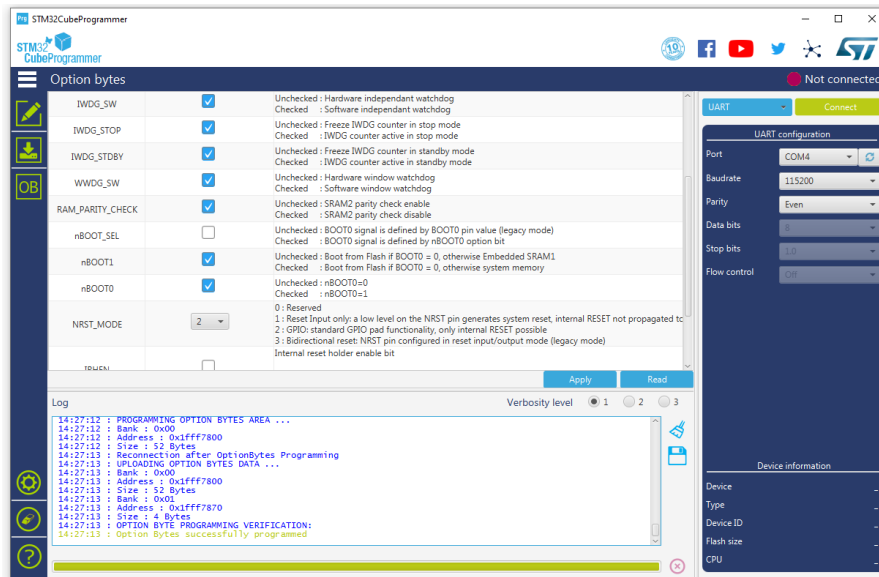 Prg STM32CubeProgrammer
STM32
CubeProgrammer
10
Option bytes
Not connected
OB
IWDG_SW
Unchecked : Hardware independant watchdog
Checked : Software independant watchdog
IWDG_STOP
Unchecked : Freeze IWDG counter in stop mode
Checked : IWDG counter active in stop mode
IWDG_STDBY
Unchecked : Freeze IWDG counter in standby mode
Checked : IWDG counter active in standby mode
WWDG_SW
Unchecked : Hardware window watchdog
Checked : Software window watchdog
RAM_PARITY_CHECK
Unchecked : SRAM2 parity check enable
Checked : SRAM2 parity check disable
nBOOT_SEL
Unchecked : BOOT0 signal is defined by BOOT0 pin value (legacy mode)
Checked : BOOT0 signal is defined by nBOOT0 option bit
nBOOT1
Unchecked : Boot from Flash if BOOT0 = 0, otherwise Embedded SRAM1
Checked : Boot from Flash if BOOT0 = 0, otherwise system memory
nBOOT0
Unchecked : nBOOT0=0
Checked : nBOOT0=1
NRST_MODE
2
0 : Reserved
1 : Reset Input only: a low level on the NRST pin generates system reset, internal RESET not propagated to
2 : GPIO: standard GPIO pad functionality, only internal RESET possible
3 : Bidirectional reset: NRST pin configured in reset input/output mode (legacy mode)
IRHEN
Internal reset holder enable bit
Apply
Read
Log
Verbosity level 1 2 3
14:27:12 : PROGRAMMING OPTION BYTES AREA ...
14:27:12 : Bank : 0x00
14:27:12 : Address : 0x1fff7800
14:27:12 : Size : 52 Bytes
14:27:13 : Reconnection after OptionBytes Programming
14:27:13 : UPLOADING OPTION BYTES DATA ...
14:27:13 : Bank : 0x00
14:27:13 : Address : 0x1fff7800
14:27:13 : Size : 52 Bytes
14:27:13 : Bank : 0x01
14:27:13 : Address : 0x1fff7870
14:27:13 : Size : 4 Bytes
14:27:13 : OPTION BYTE PROGRAMMING VERIFICATION:
14:27:13 : Option Bytes successfully programmed
UART
Connect
UART configuration
Port
COM4
Baudrate
115200
Parity
Even
Data bits
8
Stop bits
1.0
Flow control
Off
Device information
Device
-
Type
-
Device ID
-
Flash size
-
CPU
-